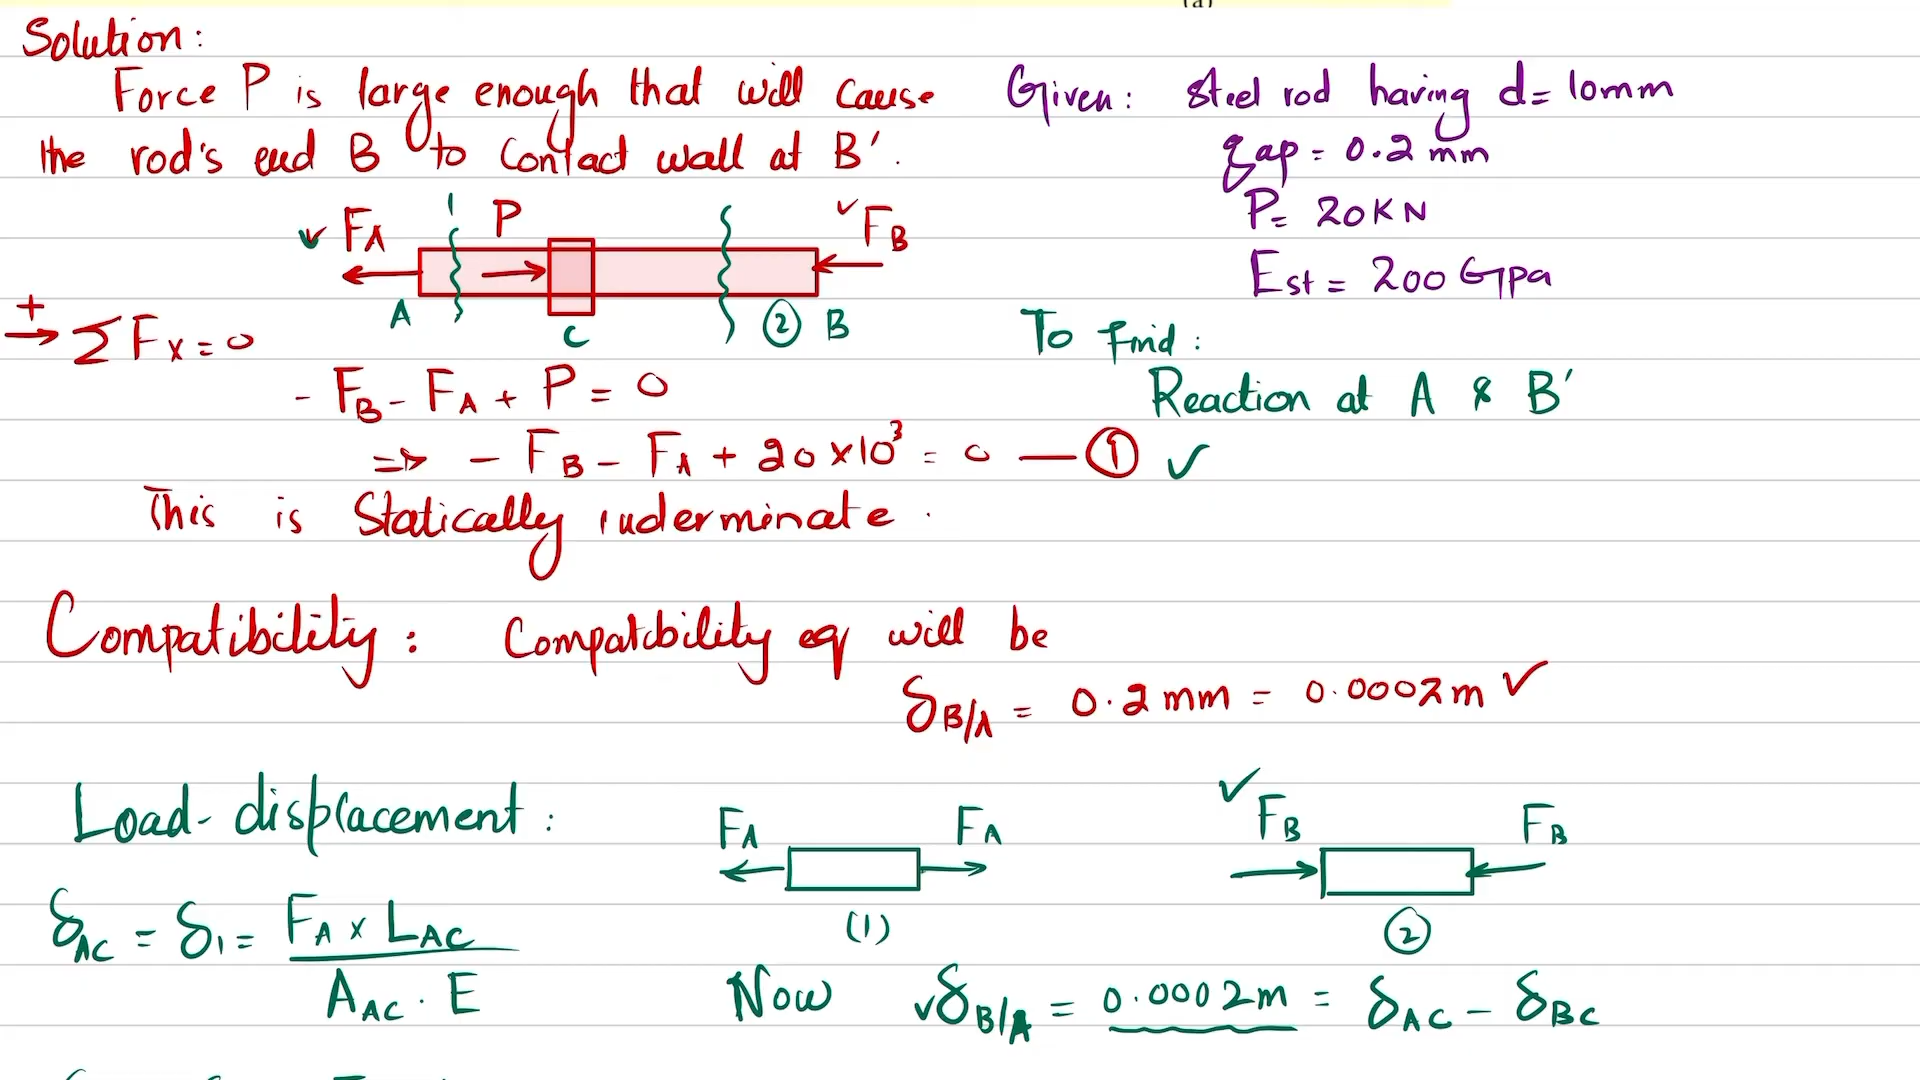 (a)
Solution:
Force P is large enough that will cause
the rod's end B to contact wall at B'.
Given: steel rod having d= 10mm
gap = 0.2 mm
P= 20KN
Est = 200 Gpa
To find:
Reaction at A & B'
✓ FA P ✓ FB
A C ② B
+→ ΣFx = 0
- FB - FA + P = 0
=> - FB - FA + 20×10³ = 0 — ① ✓
This is Statically inderminate.
Compatibility: Compatibility eq will be
δB/A = 0.2 mm = 0.0002m ✓
Load-displacement:
FA FA
(1)
✓ FB FB
②
δAC = δ1 = FA × LAC
AAC . E
Now ✓δB/A = 0.0002m = δAC - δBC